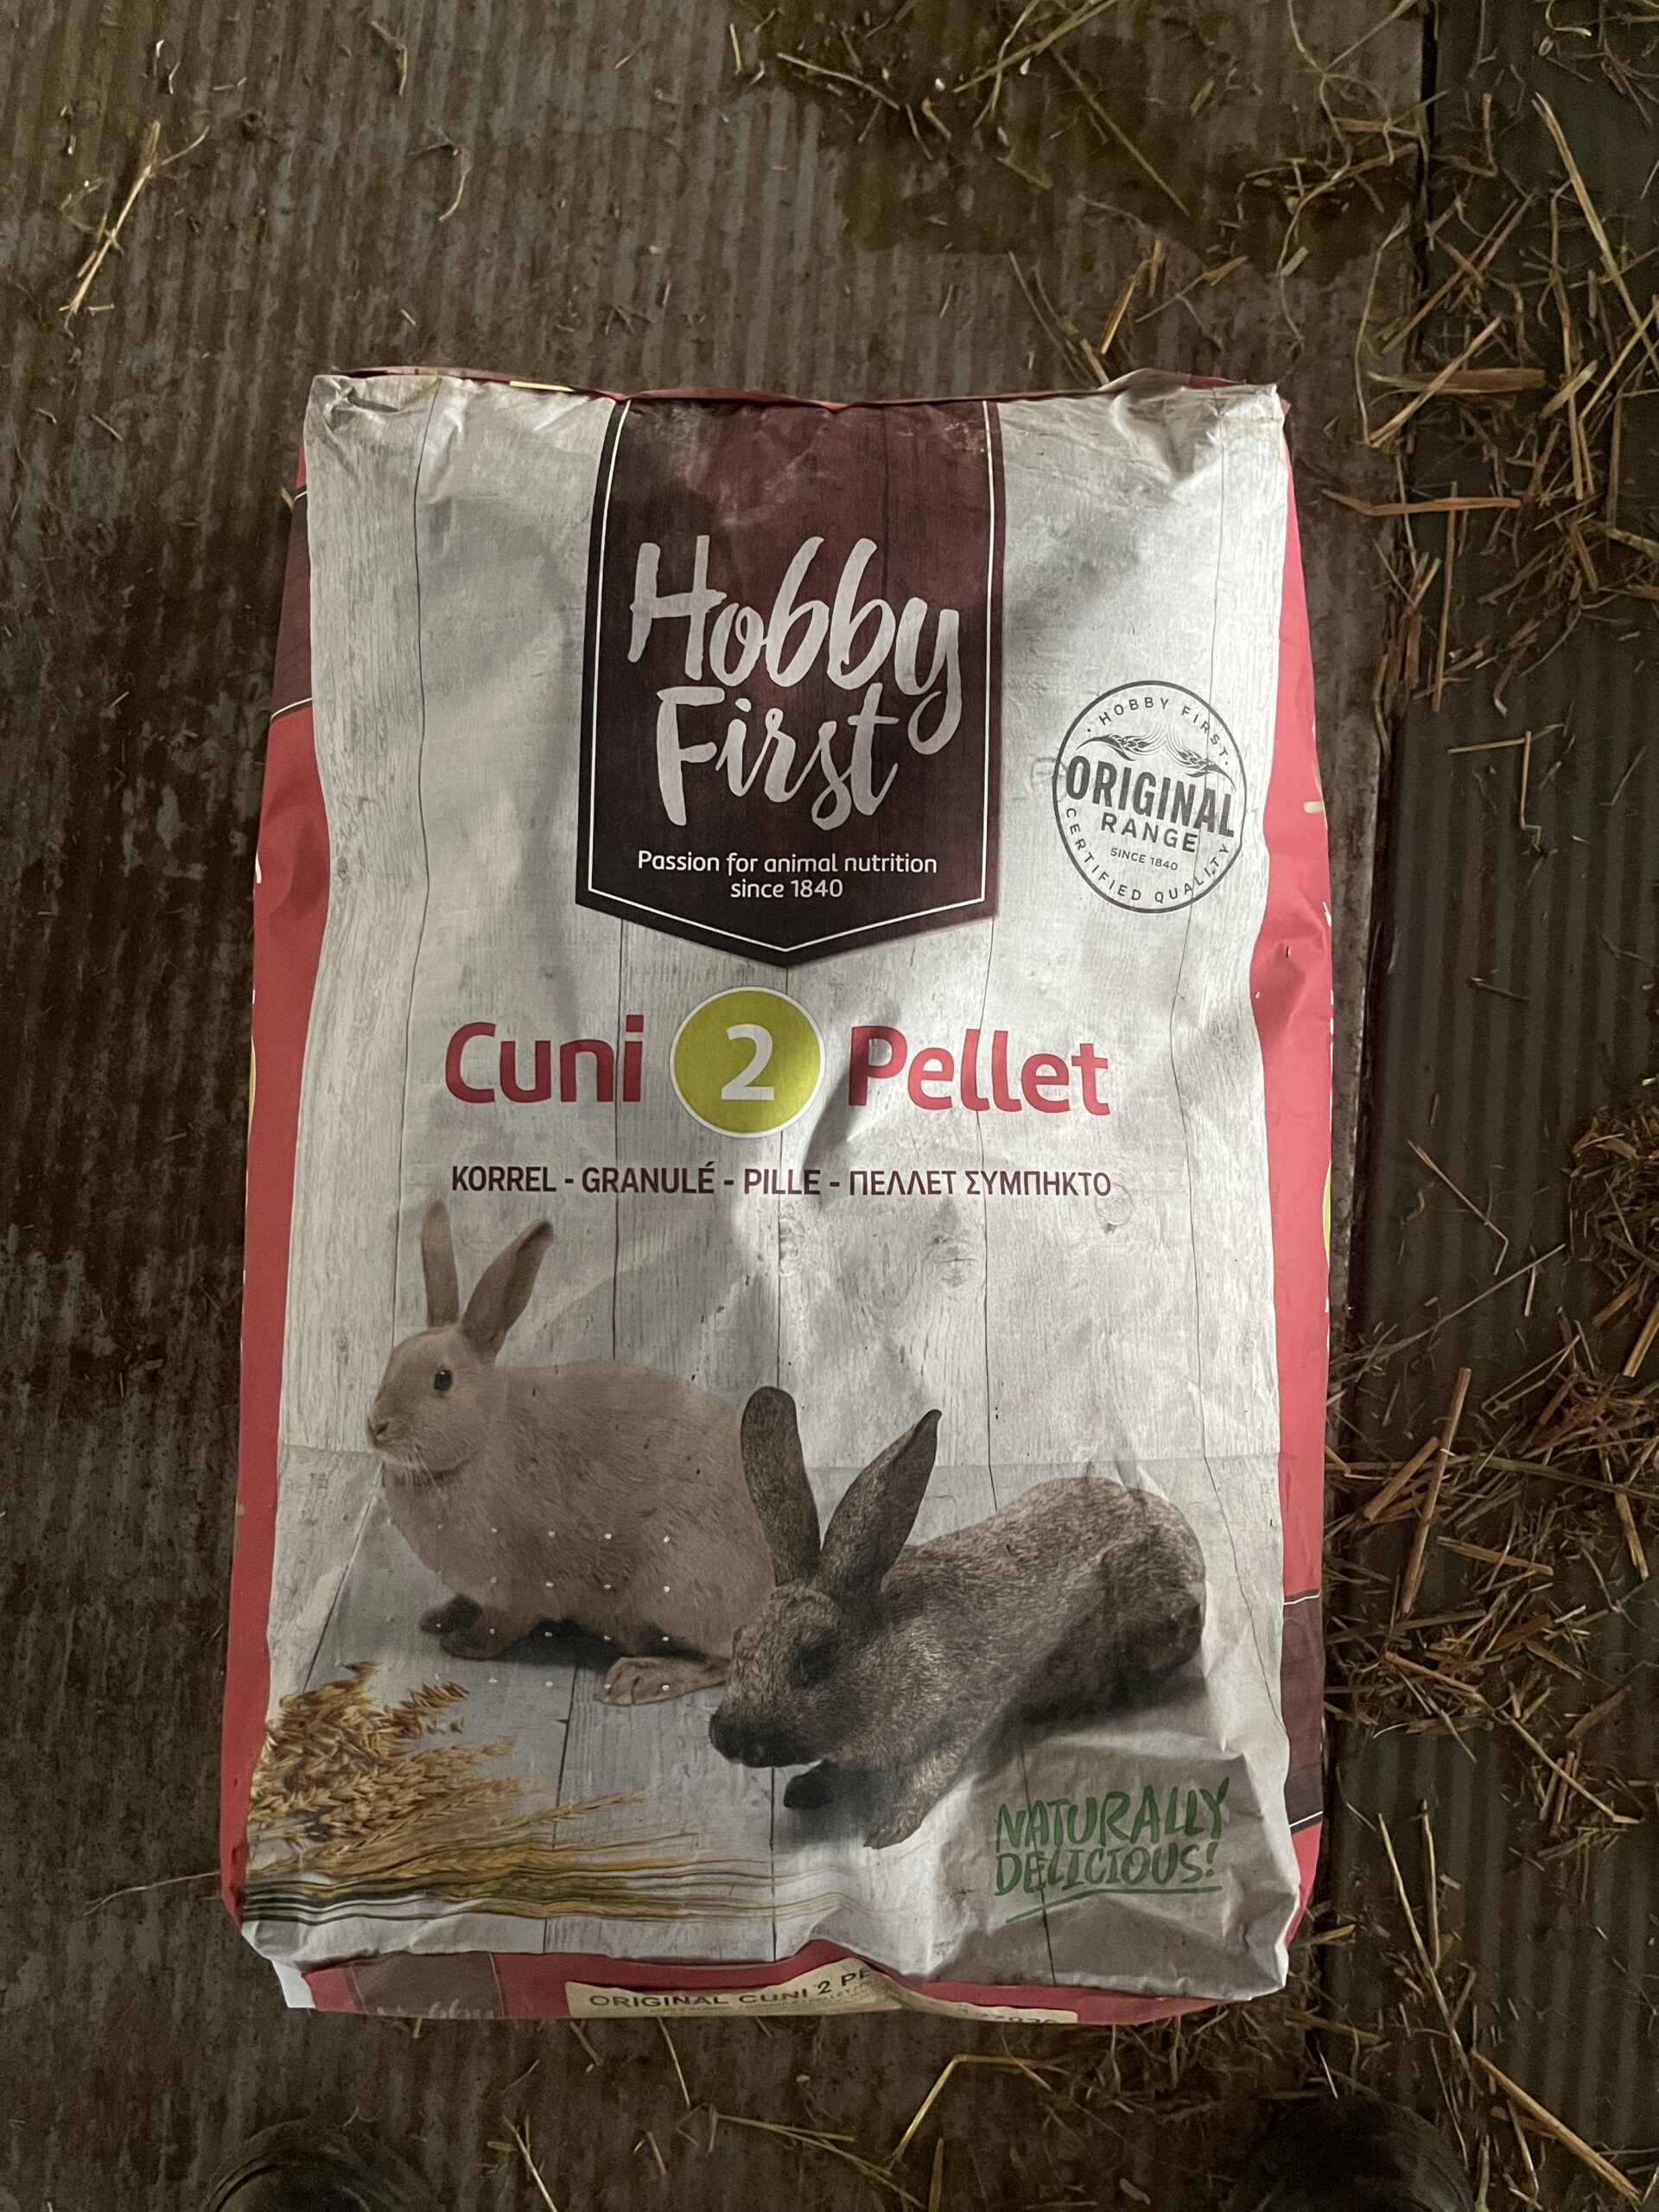 Hobby
First
Passion for animal nutrition
since 1840
HOBBY FIRST
ORIGINAL
RANGE
SINCE 1840
CERTIFIED QUALITY
Cuni 2 Pellet
KORREL - GRANULÉ - PILLE - ΠΕΛΛΕΤ ΣΥΜΠΗΚΤΟ
NATURALLY
DELICIOUS!
Hobby
ORIGINAL CUNI 2